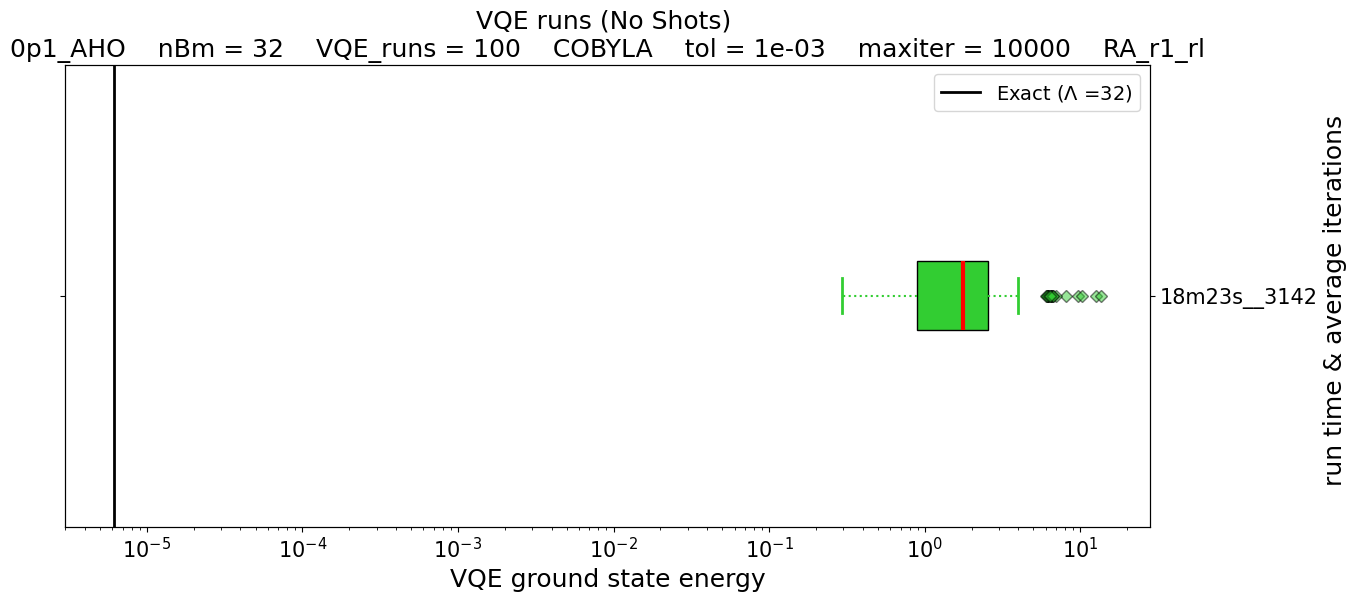 VQE runs (No Shots)
0p1_AHO nBm = 32 VQE_runs = 100 COBYLA tol = 1e-03 maxiter = 10000 RA_r1_rl
Exact (Λ =32)
18m23s__3142
run time & average iterations
10⁻⁵ 10⁻⁴ 10⁻³ 10⁻² 10⁻¹ 10⁰ 10¹
VQE ground state energy